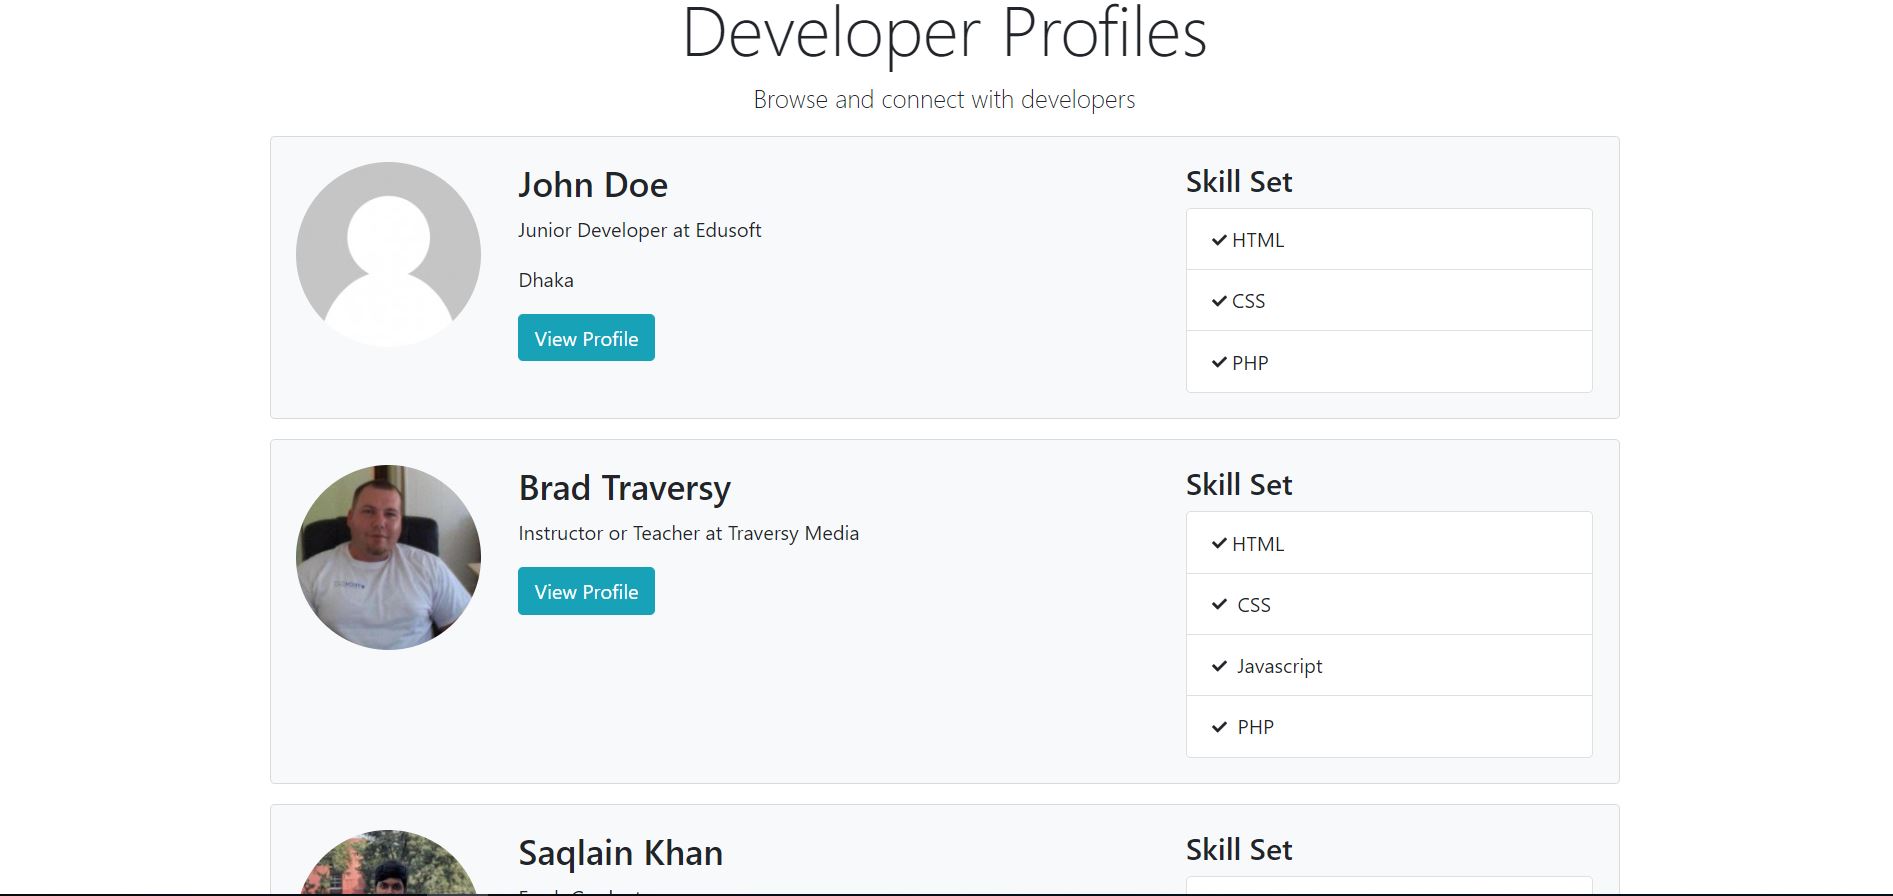 Developer Profiles
Browse and connect with developers
John Doe
Junior Developer at Edusoft
Dhaka
View Profile
Skill Set
HTML
CSS
PHP
Brad Traversy
Instructor or Teacher at Traversy Media
View Profile
Skill Set
HTML
CSS
Javascript
PHP
Saqlain Khan
Skill Set